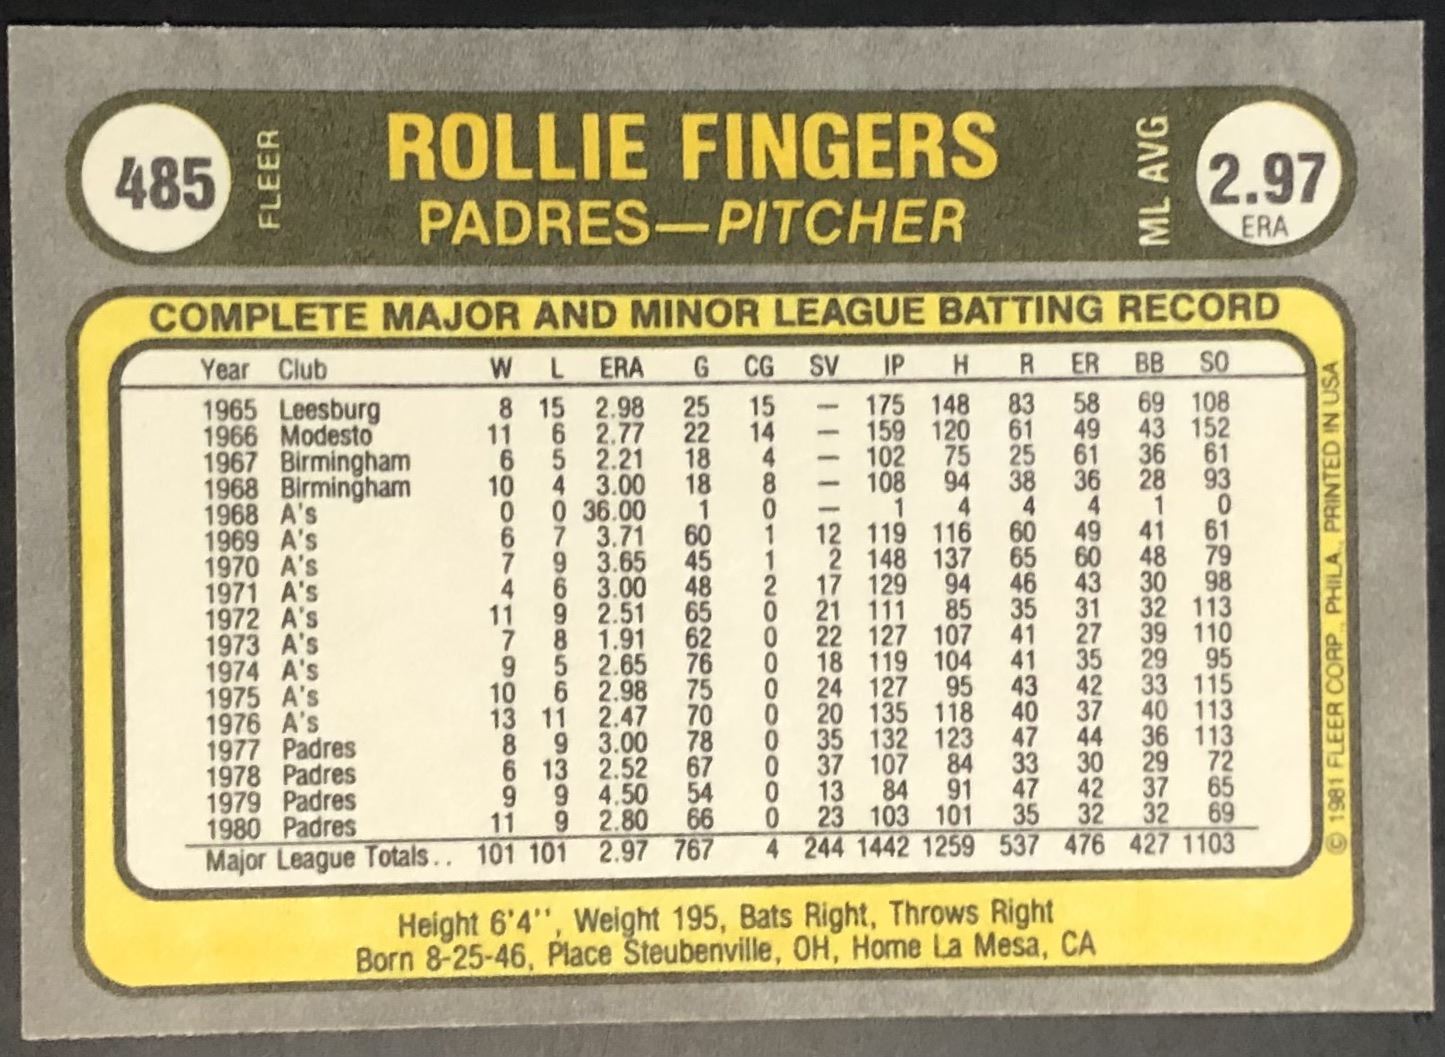 485 FLEER ROLLIE FINGERS ML AVG. 2.97
PADRES—PITCHER ERA
COMPLETE MAJOR AND MINOR LEAGUE BATTING RECORD
Year Club W L ERA G CG SV IP H R ER BB SO
1965 Leesburg 8 15 2.98 25 15 — 175 148 83 58 69 108
1966 Modesto 11 6 2.77 22 14 — 159 120 61 49 43 152
1967 Birmingham 6 5 2.21 18 4 — 102 75 25 61 36 61
1968 Birmingham 10 4 3.00 18 8 — 108 94 38 36 28 93
1968 A's 0 0 36.00 1 0 — 1 4 4 4 1 0
1969 A's 6 7 3.71 60 1 12 119 116 60 49 41 61
1970 A's 7 9 3.65 45 1 2 148 137 65 60 48 79
1971 A's 4 6 3.00 48 2 17 129 94 46 43 30 98
1972 A's 11 9 2.51 65 0 21 111 85 35 31 32 113
1973 A's 7 8 1.91 62 0 22 127 107 41 27 39 110
1974 A's 9 5 2.65 76 0 18 119 104 41 35 29 95
1975 A's 10 6 2.98 75 0 24 127 95 43 42 33 115
1976 A's 13 11 2.47 70 0 20 135 118 40 37 40 113
1977 Padres 8 9 3.00 78 0 35 132 123 47 44 36 113
1978 Padres 6 13 2.52 67 0 37 107 84 33 30 29 72
1979 Padres 9 9 4.50 54 0 13 84 91 47 42 37 65
1980 Padres 11 9 2.80 66 0 23 103 101 35 32 32 69
Major League Totals.. 101 101 2.97 767 4 244 1442 1259 537 476 427 1103
Height 6'4'', Weight 195, Bats Right, Throws Right
Born 8-25-46, Place Steubenville, OH, Home La Mesa, CA
© 1981 FLEER CORP., PHILA., PRINTED IN USA